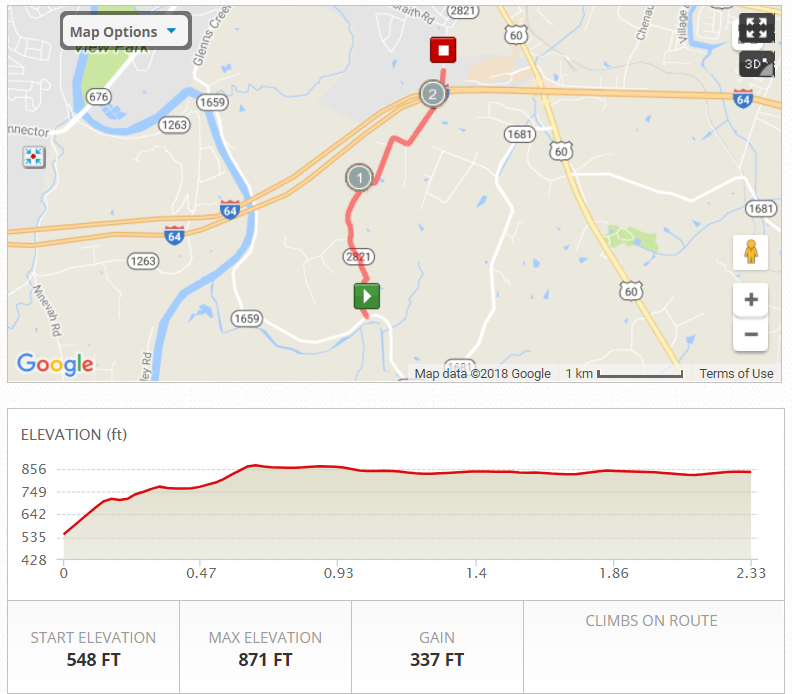 Map Options
View Park
Glenns Creek
raith Rd
2821
60
Chenau
Village
3D
676
1659
1263
nnector
2
64
1681
60
1
1681
64
64
2821
1263
Ninevah Rd
1659
60
ley Rd
1681
Google
Map data ©2018 Google
1 km
Terms of Use
ELEVATION (ft)
856
749
642
535
428
0
0.47
0.93
1.4
1.86
2.33
START ELEVATION
548 FT
MAX ELEVATION
871 FT
GAIN
337 FT
CLIMBS ON ROUTE